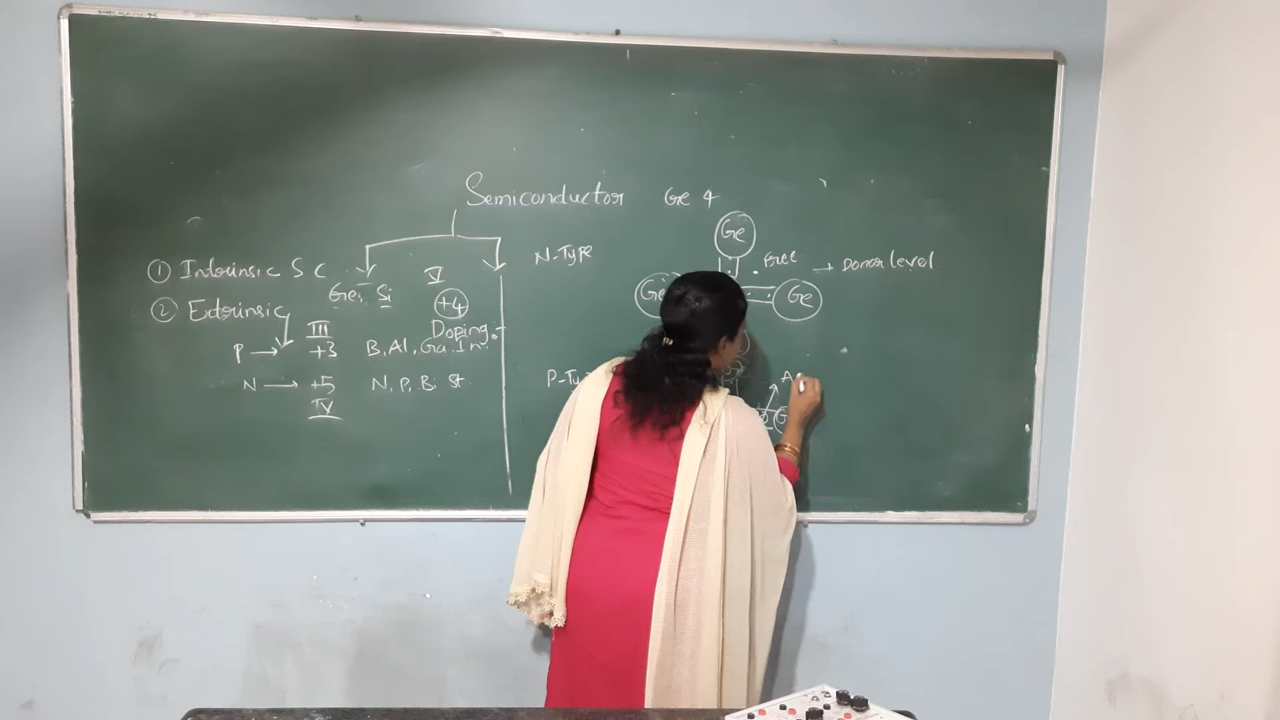 Semiconductor Ge 4
① Intrinsic S C
② Extrinsic
Ge, Si
V
+4
Doping:-
III
P → +3 B, Al, Ga. In.
N → +5 N, P, Bi St.
IV
N-Type
Ge
Free
→ Donor level
Ge
Ge
P-Ty
A